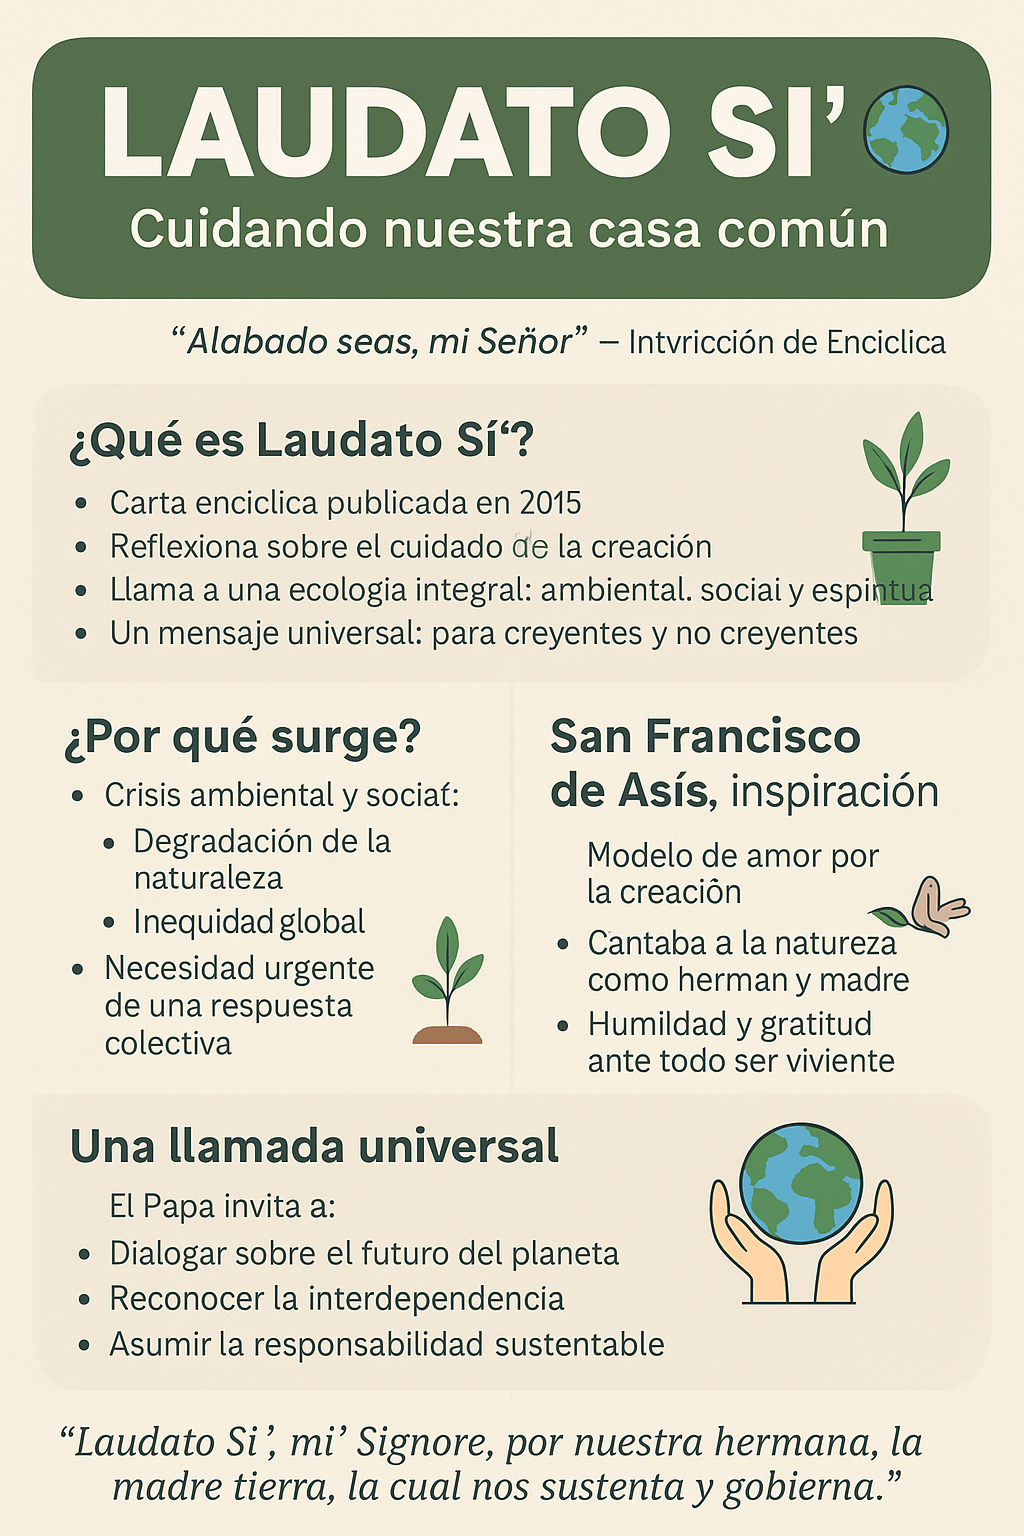 LAUDATO SI’
Cuidando nuestra casa común
“Alabado seas, mi Señor” – Intvricción de Enciclica
¿Qué es Laudato Sí‘?
• Carta enciclica publicada en 2015
• Reflexiona sobre el cuidado de la creación
• Llama a una ecologia integral: ambiental. sociai y espintua
• Un mensaje universal: para creyentes y no creyentes
¿Por qué surge?
• Crisis ambiental y sociaf:
• Degradación de la
naturaleza
• Inequidad global
• Necesidad urgente
de una respuesta
colectiva
San Francisco
de Asís, inspiración
Modelo de amor por
la creación
• Cantaba a la natureza
como herman y madre
• Humildad y gratitud
ante todo ser viviente
Una llamada universal
El Papa invita a:
• Dialogar sobre el futuro del planeta
• Reconocer la interdependencia
• Asumir la responsabilidad sustentable
“Laudato Si’, mi’ Signore, por nuestra hermana, la
madre tierra, la cual nos sustenta y gobierna.”